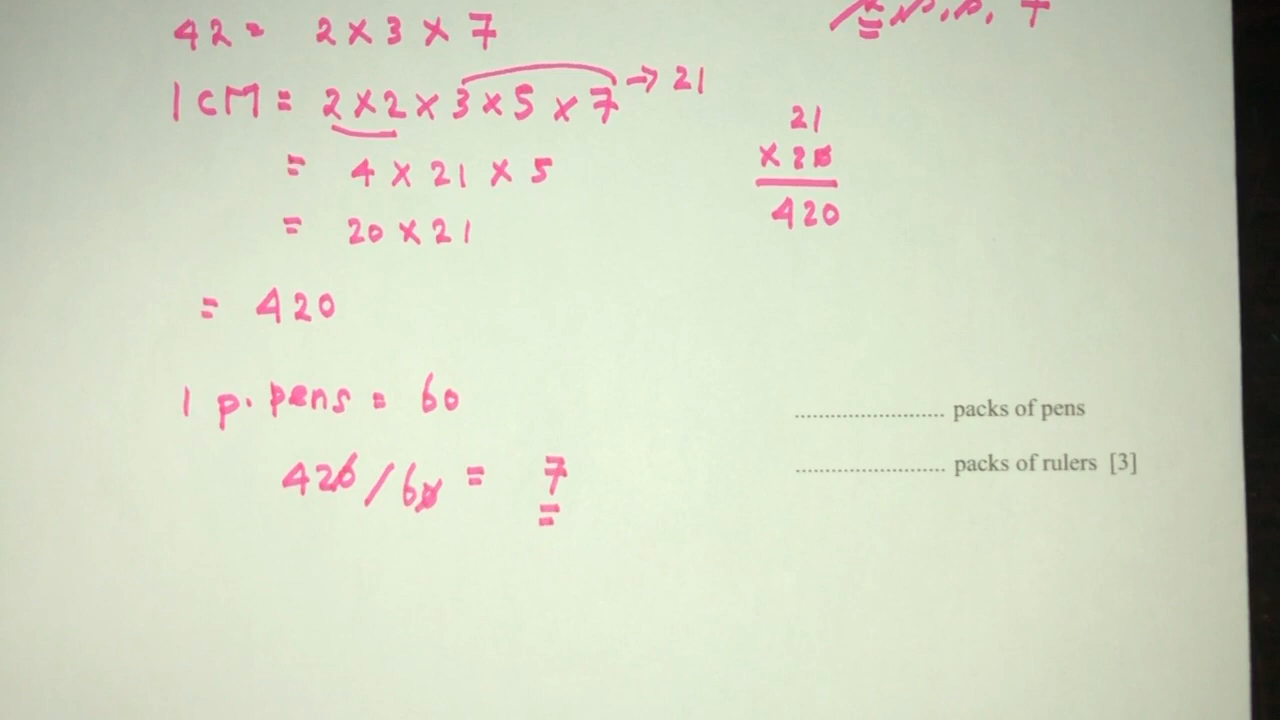 42 = 2 × 3 × 7
LCM = 2 × 2 × 3 × 5 × 7 → 21
= 4 × 21 × 5
= 20 × 21
= 420
21
× 20
420
1 p. pens = 60
420 / 60 = 7
........................ packs of pens
........................ packs of rulers [3]